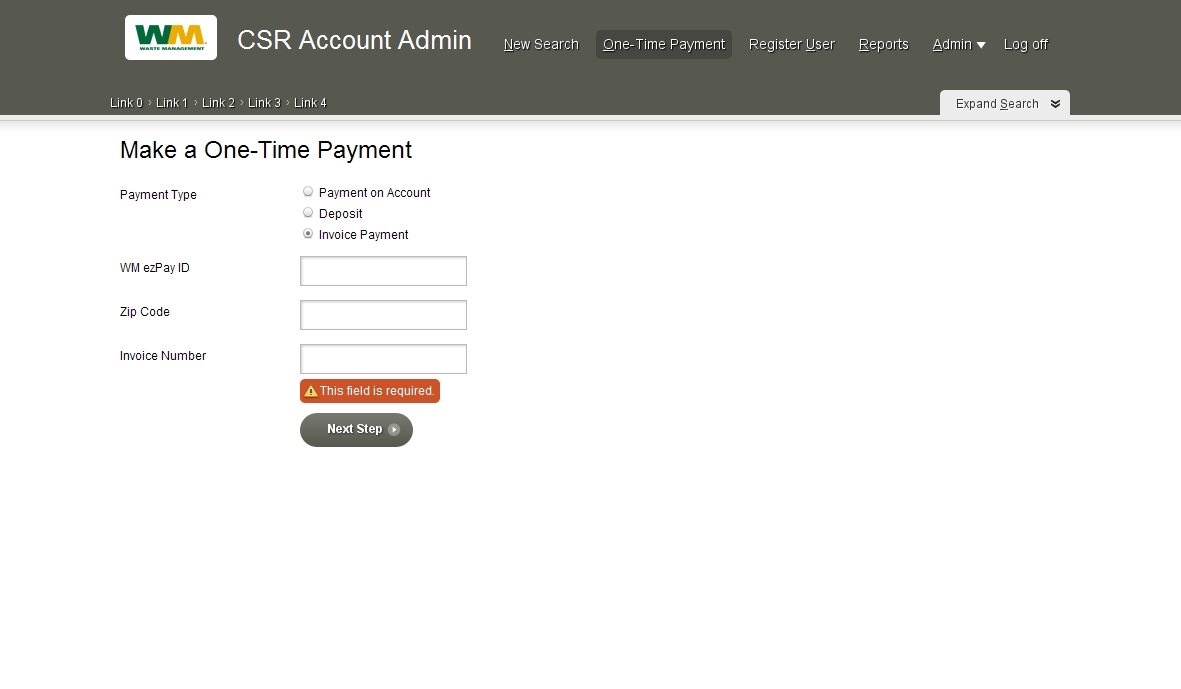 WM
WASTE MANAGEMENT
CSR Account Admin
New Search One-Time Payment Register User Reports Admin Log off
Link 0 › Link 1 › Link 2 › Link 3 › Link 4
Expand Search
Make a One-Time Payment
Payment Type
Payment on Account
Deposit
Invoice Payment
WM ezPay ID
Zip Code
Invoice Number
This field is required.
Next Step